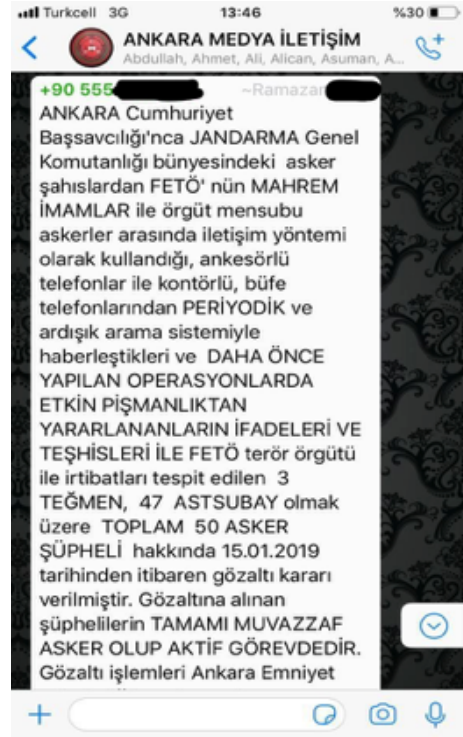 Turkcell 3G 13:46 %30
ANKARA MEDYA İLETİŞİM
Abdullah, Ahmet, Ali, Alican, Asuman, A...
+90 555 ~Ramazan
ANKARA Cumhuriyet
Başsavcılığı'nca JANDARMA Genel
Komutanlığı bünyesindeki asker
şahıslardan FETÖ' nün MAHREM
İMAMLAR ile örgüt mensubu
askerler arasında iletişim yöntemi
olarak kullandığı, ankesörlü
telefonlar ile kontörlü, büfe
telefonlarından PERİYODİK ve
ardışık arama sistemiyle
haberleştikleri ve DAHA ÖNCE
YAPILAN OPERASYONLARDA
ETKİN PİŞMANLIKTAN
YARARLANANLARIN İFADELERİ VE
TEŞHİSLERİ İLE FETÖ terör örgütü
ile irtibatları tespit edilen 3
TEĞMEN, 47 ASTSUBAY olmak
üzere TOPLAM 50 ASKER
ŞÜPHELİ hakkında 15.01.2019
tarihinden itibaren gözaltı kararı
verilmiştir. Gözaltına alınan
şüphelilerin TAMAMI MUVAZZAF
ASKER OLUP AKTİF GÖREVDEDİR.
Gözaltı işlemleri Ankara Emniyet